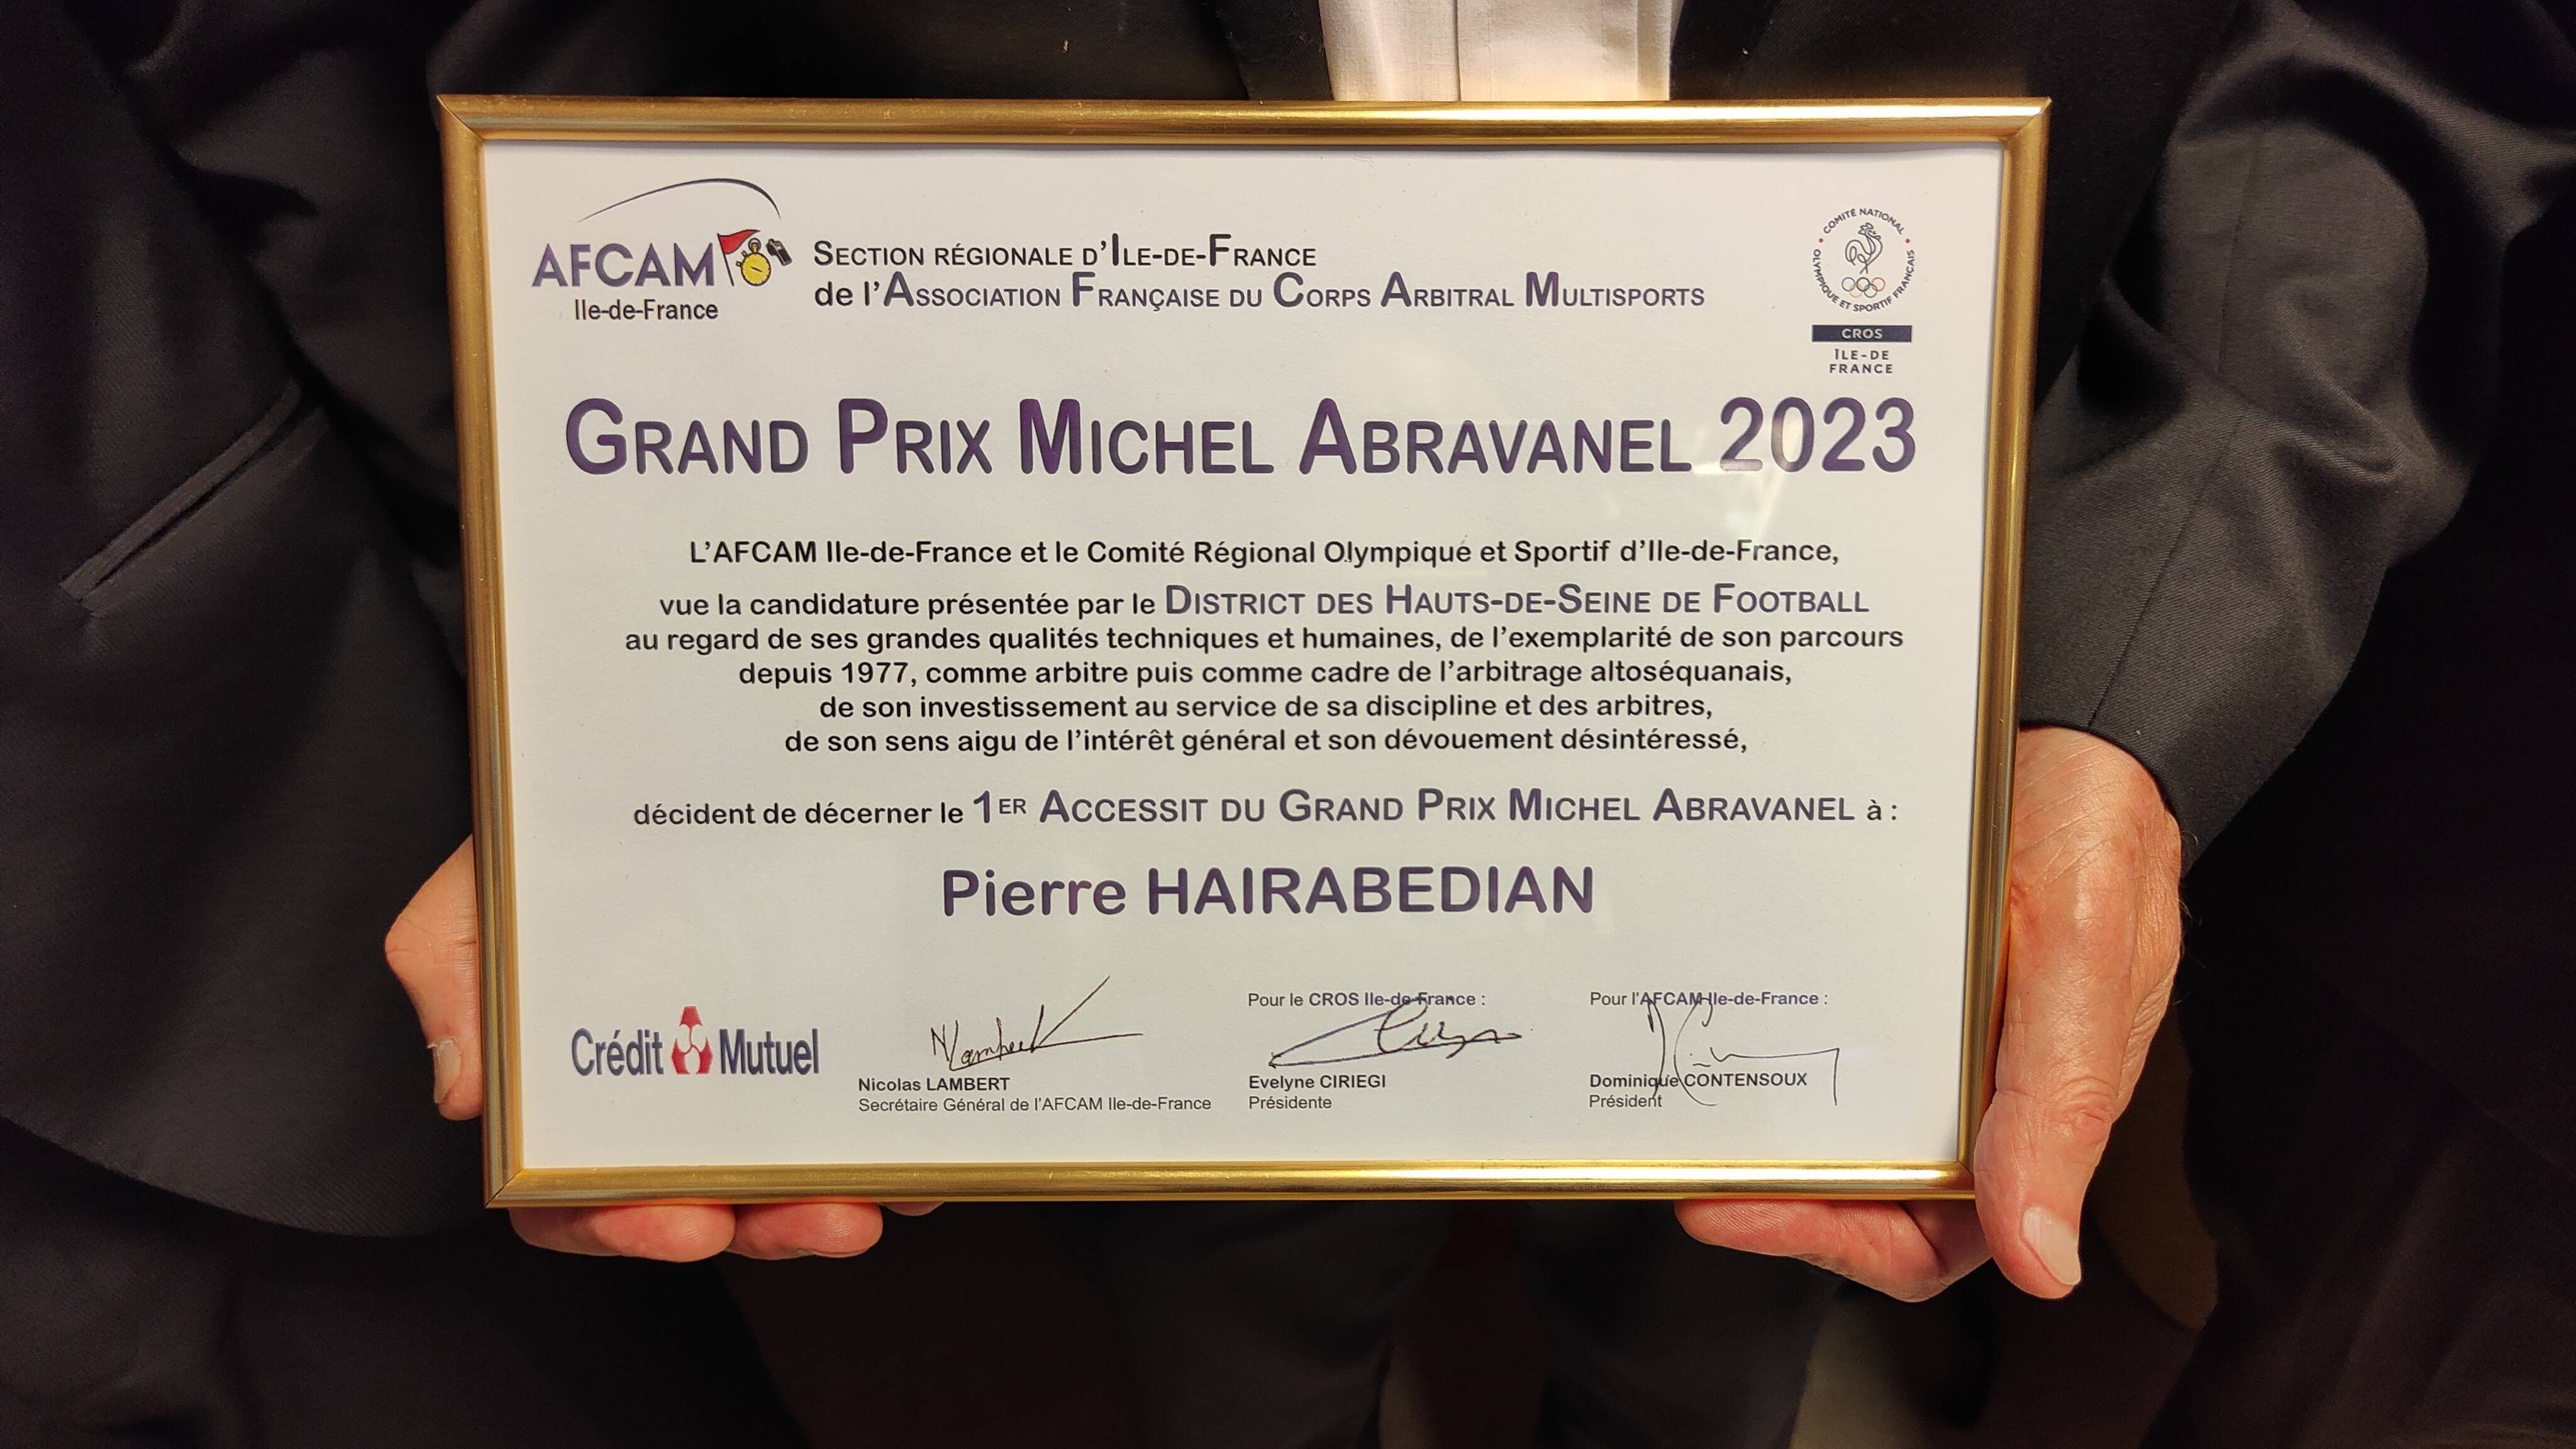 AFCAM
Ile-de-France
SECTION RÉGIONALE D'ILE-DE-FRANCE
de l'ASSOCIATION FRANÇAISE DU CORPS ARBITRAL MULTISPORTS
COMITÉ NATIONAL OLYMPIQUE ET SPORTIF FRANÇAIS
CROS
ÎLE-DE
FRANCE
GRAND PRIX MICHEL ABRAVANEL 2023
L'AFCAM Ile-de-France et le Comité Régional Olympique et Sportif d'Ile-de-France,
vue la candidature présentée par le DISTRICT DES HAUTS-DE-SEINE DE FOOTBALL
au regard de ses grandes qualités techniques et humaines, de l'exemplarité de son parcours
depuis 1977, comme arbitre puis comme cadre de l'arbitrage altoséquanais,
de son investissement au service de sa discipline et des arbitres,
de son sens aigu de l'intérêt général et son dévouement désintéressé,
décident de décerner le 1ER ACCESSIT DU GRAND PRIX MICHEL ABRAVANEL à :
Pierre HAIRABEDIAN
Crédit Mutuel
Nicolas LAMBERT
Secrétaire Général de l'AFCAM Ile-de-France
Pour le CROS Ile-de-France :
Evelyne CIRIEGI
Présidente
Pour l'AFCAM Ile-de-France :
Dominique CONTENSOUX
Président